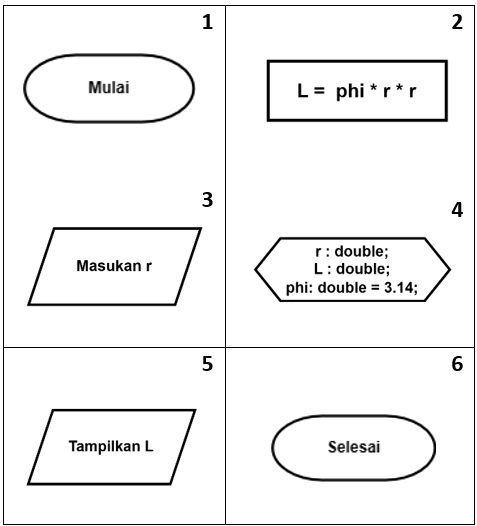 1
Mulai
2
L = phi * r * r
3
Masukan r
4
r : double;
L : double;
phi: double = 3.14;
5
Tampilkan L
6
Selesai